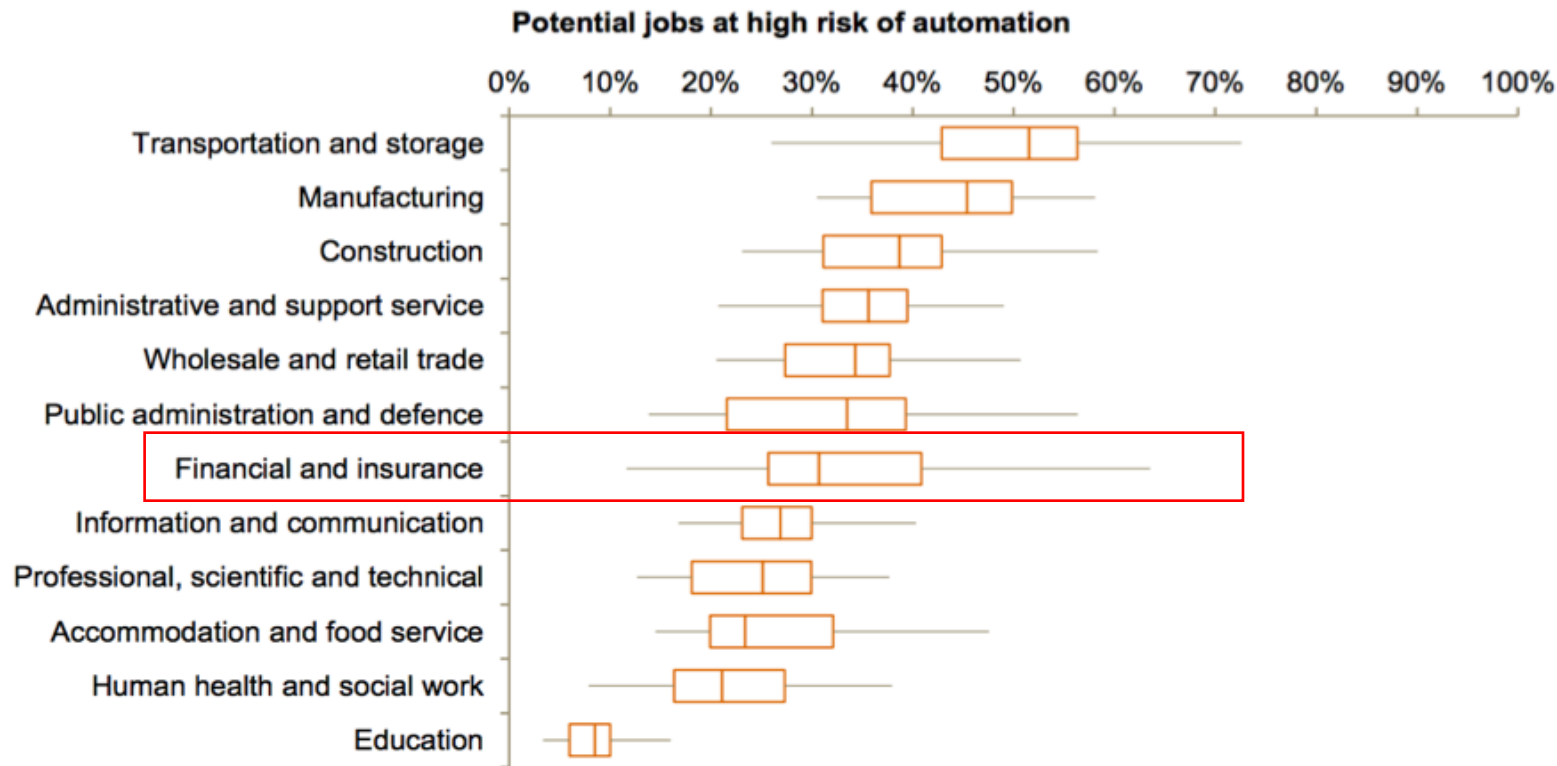 Potential jobs at high risk of automation
0% 10% 20% 30% 40% 50% 60% 70% 80% 90% 100%
Transportation and storage
Manufacturing
Construction
Administrative and support service
Wholesale and retail trade
Public administration and defence
Financial and insurance
Information and communication
Professional, scientific and technical
Accommodation and food service
Human health and social work
Education